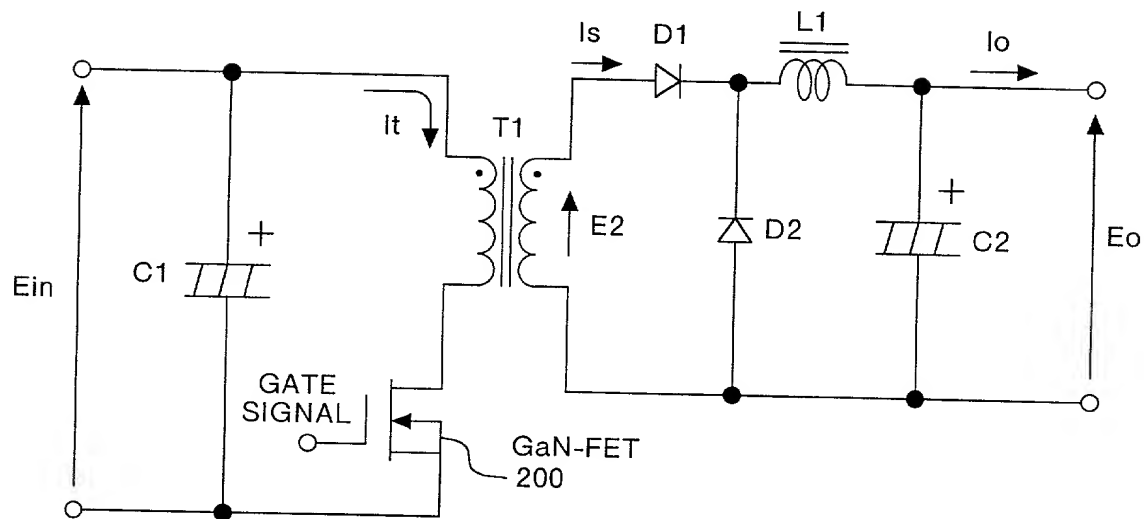 Is
D1
L1
Io
It
T1
+
+
E2
D2
C2
Eo
Ein
C1
GATE
SIGNAL
GaN-FET
200